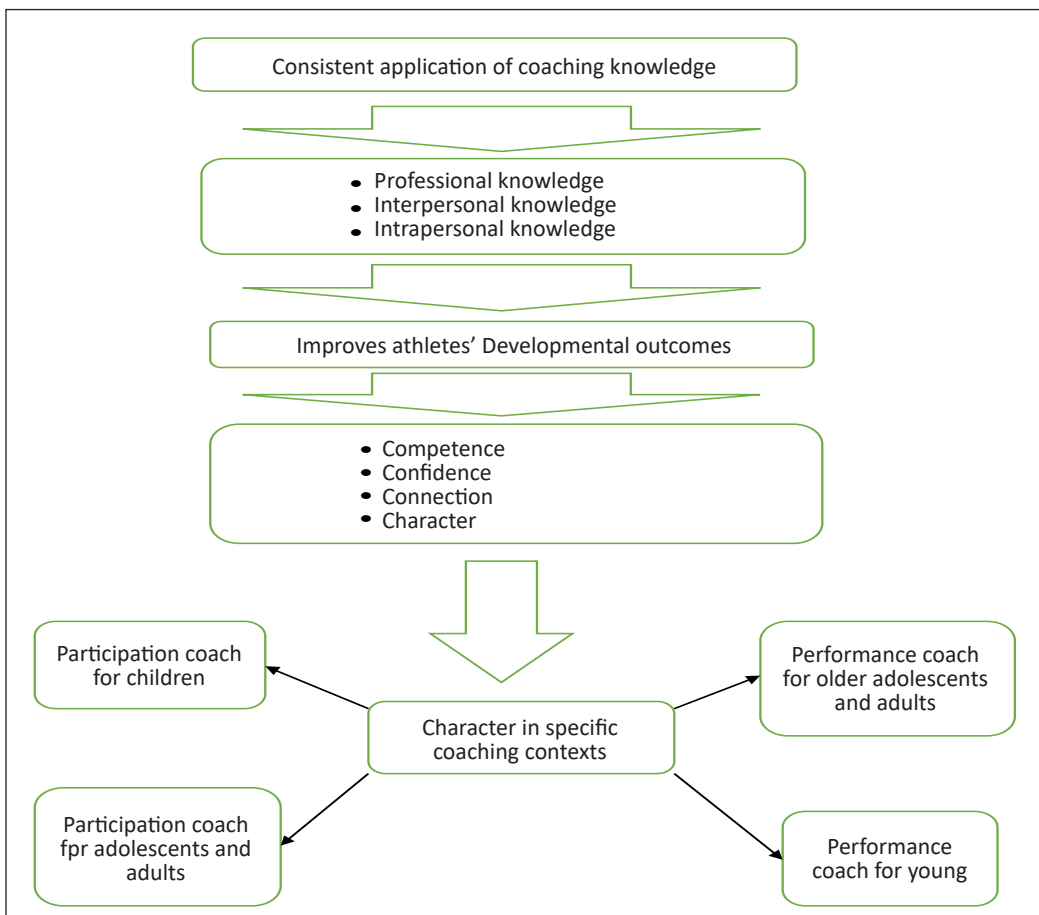 Consistent application of coaching knowledge
• Professional knowledge
• Interpersonal knowledge
• Intrapersonal knowledge
Improves athletes’ Developmental outcomes
• Competence
• Confidence
• Connection
• Character
Participation coach
for children
Performance coach
for older adolescents
and adults
Character in specific
coaching contexts
Participation coach
fpr adolescents and
adults
Performance
coach for young